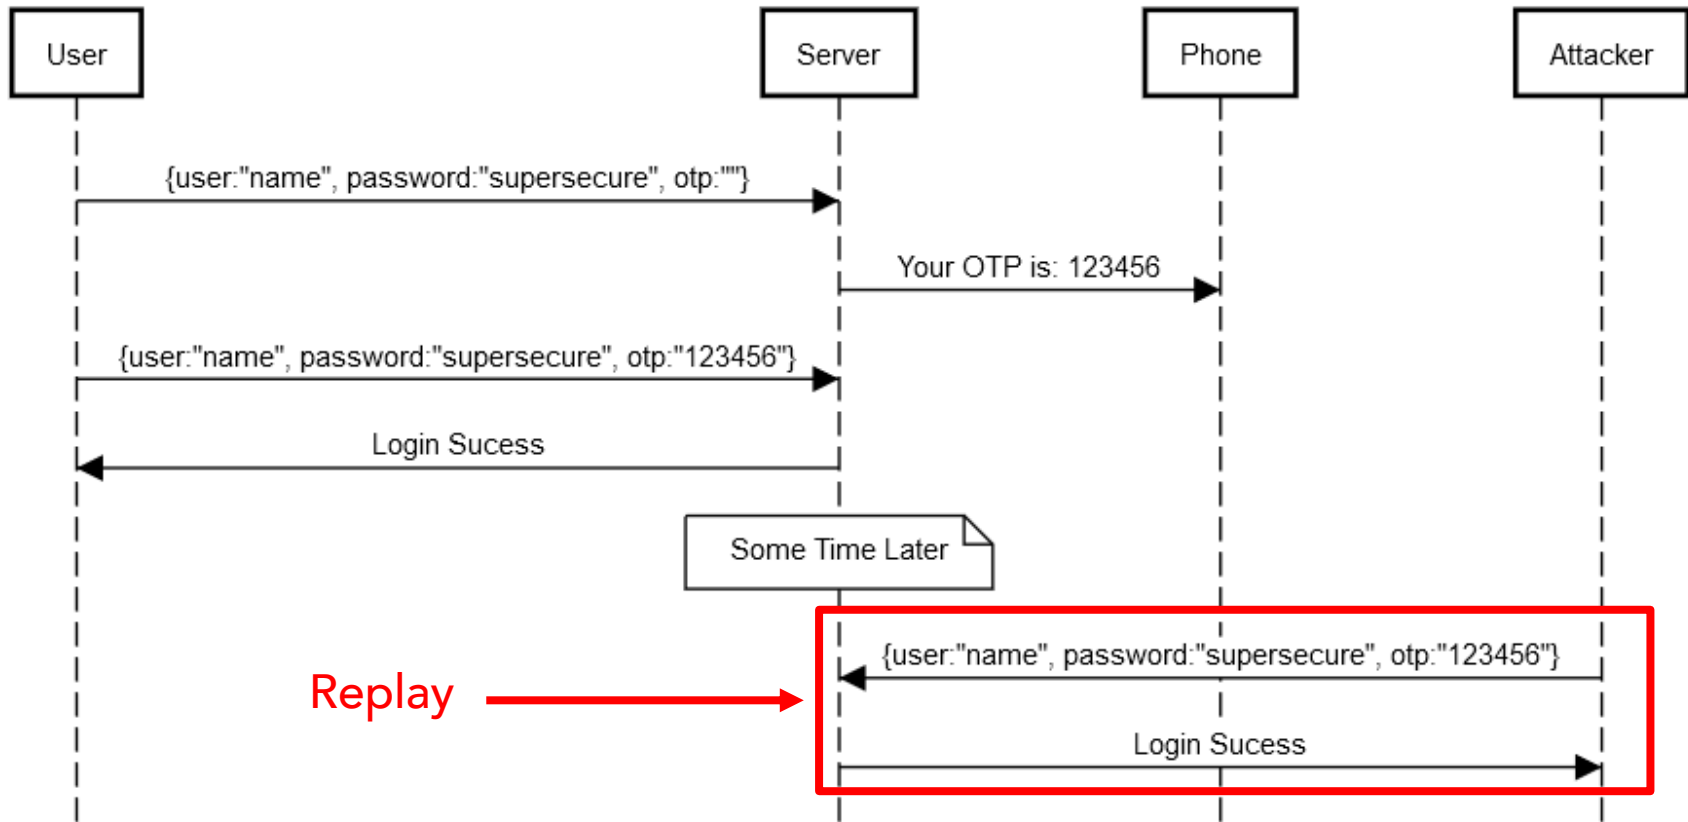 User
Server
Phone
Attacker
{user:"name", password:"supersecure", otp:""}
Your OTP is: 123456
{user:"name", password:"supersecure", otp:"123456"}
Login Sucess
Some Time Later
{user:"name", password:"supersecure", otp:"123456"}
Replay
Login Sucess